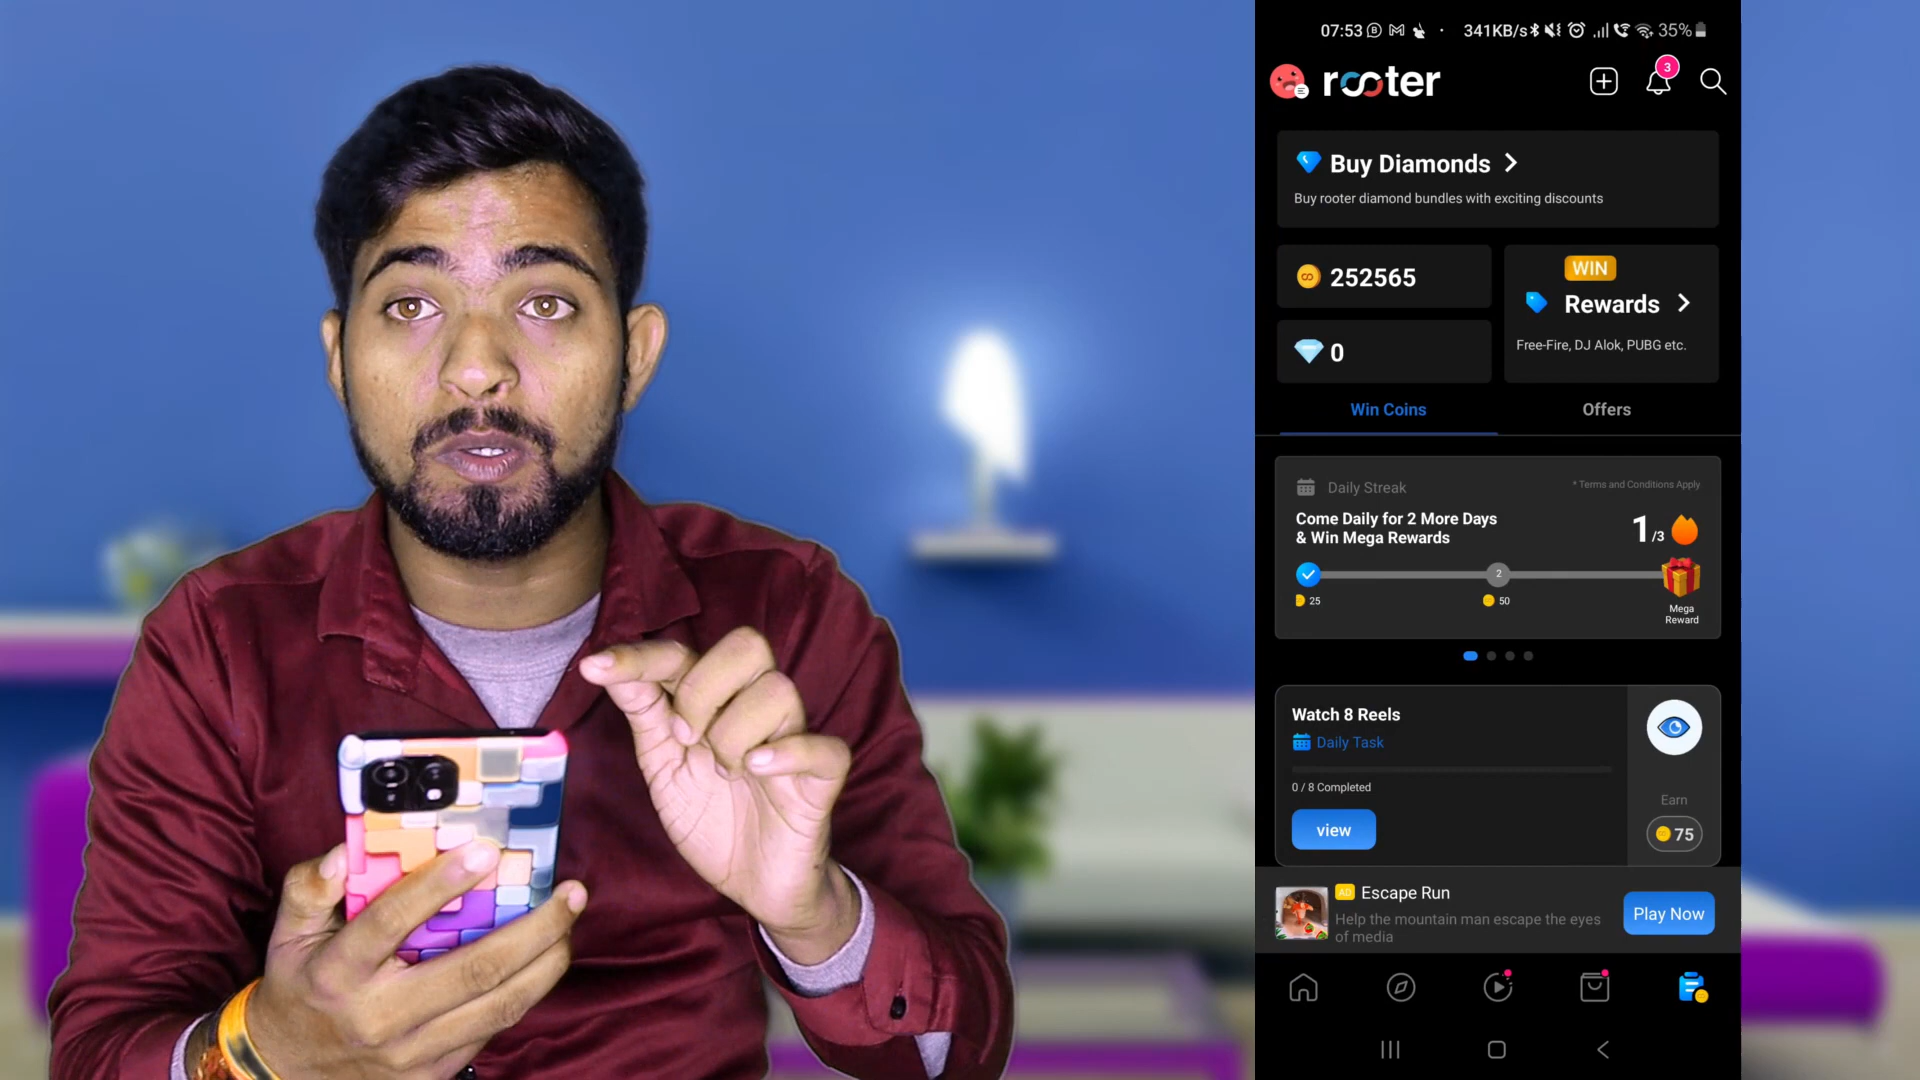 07:53 341KB/s 35%
rooter
3
Buy Diamonds
Buy rooter diamond bundles with exciting discounts
252565
0
WIN
Rewards
Free-Fire, DJ Alok, PUBG etc.
Win Coins Offers
Daily Streak * Terms and Conditions Apply
Come Daily for 2 More Days
& Win Mega Rewards
1/3
2
25 50
Mega
Reward
Watch 8 Reels
Daily Task
0 / 8 Completed
view
Earn
75
AD Escape Run
Help the mountain man escape the eyes
of media
Play Now